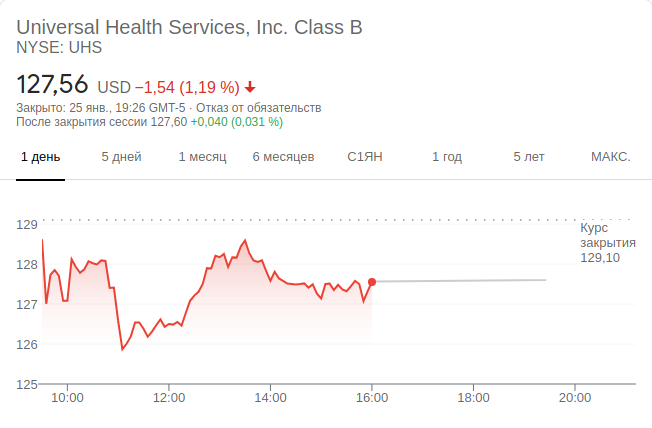 Universal Health Services, Inc. Class B
NYSE: UHS
127,56 USD −1,54 (1,19 %)
Закрыто: 25 янв., 19:26 GMT-5 · Отказ от обязательств
После закрытия сессии 127,60 +0,040 (0,031 %)
1 день 5 дней 1 месяц 6 месяцев С1ЯН 1 год 5 лет МАКС.
129
Курс
закрытия
129,10
128
127
126
125
10:00 12:00 14:00 16:00 18:00 20:00